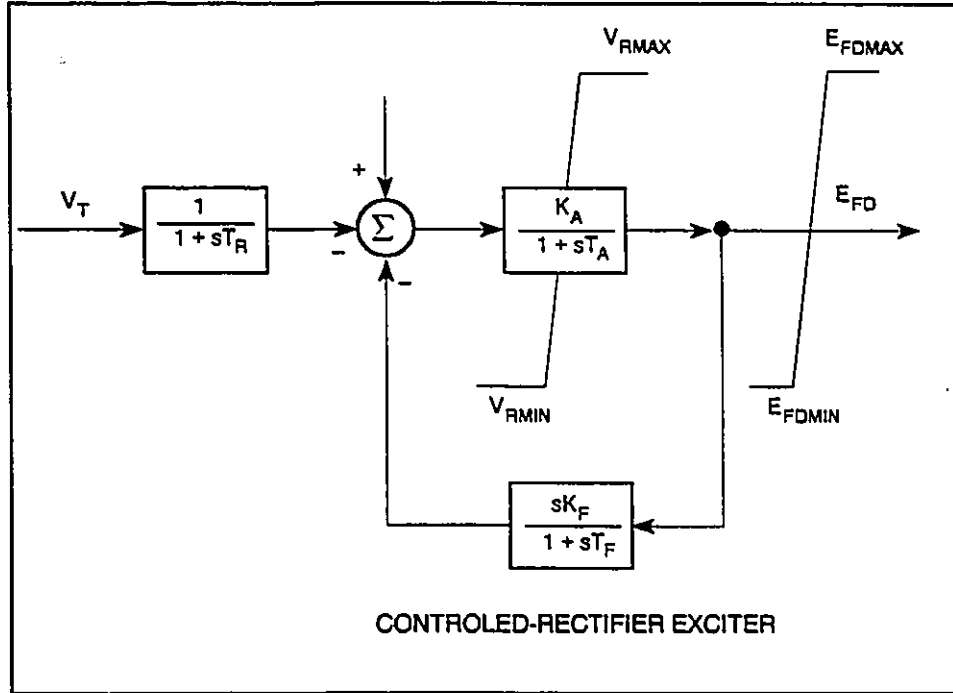 V_RMAX
E_FDMAX
+
V_T
1
1 + sT_R
−
Σ
−
K_A
1 + sT_A
E_FD
V_RMIN
E_FDMIN
sK_F
1 + sT_F
CONTROLED-RECTIFIER EXCITER